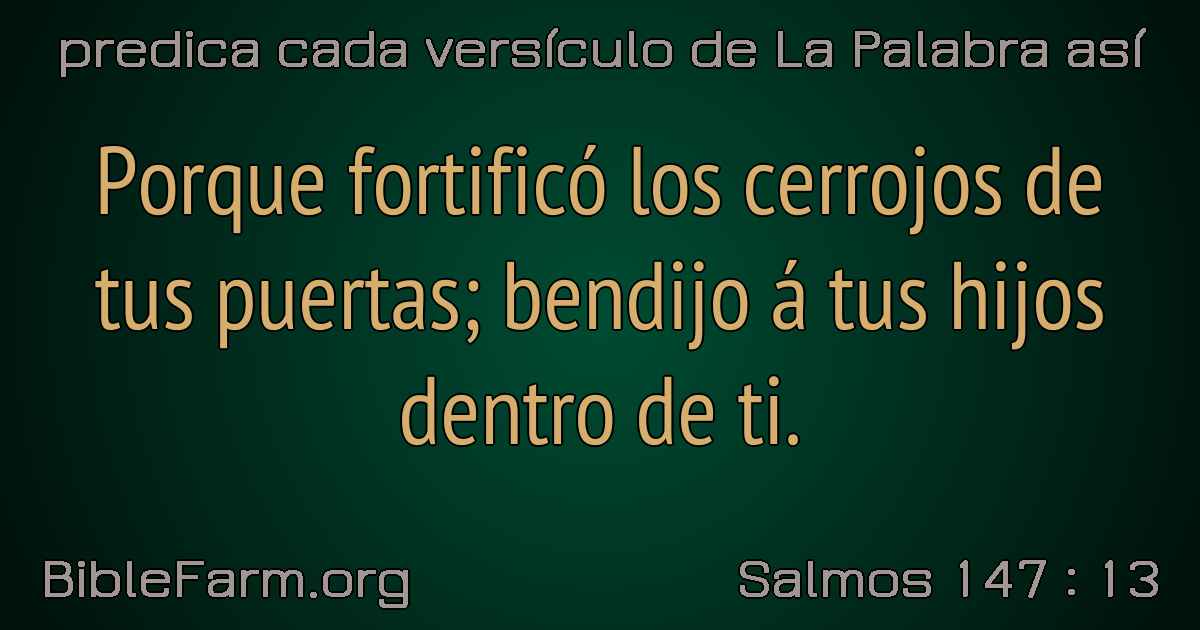 predica cada versículo de La Palabra así
Porque fortificó los cerrojos de
tus puertas; bendijo á tus hijos
dentro de ti.
BibleFarm.org
Salmos 147 : 13